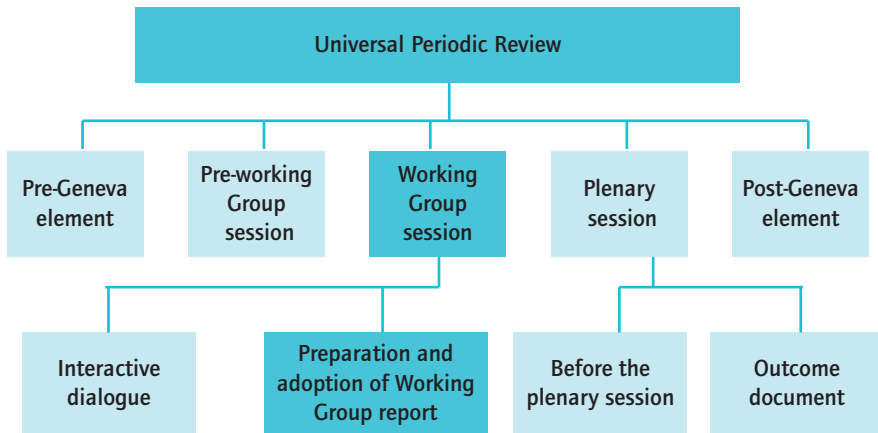 Universal Periodic Review
Pre-Geneva
element
Pre-working
Group
session
Working
Group
session
Plenary
session
Post-Geneva
element
Interactive
dialogue
Preparation and
adoption of Working
Group report
Before the
plenary session
Outcome
document